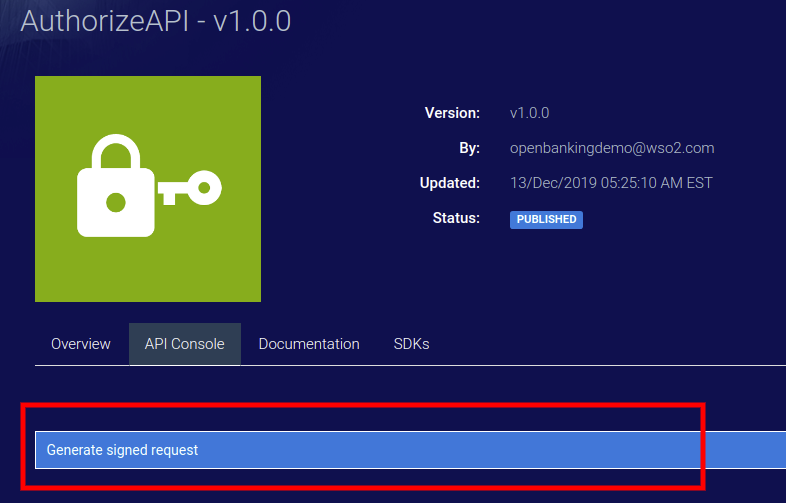 AuthorizeAPI - v1.0.0
Version: v1.0.0
By: openbankingdemo@wso2.com
Updated: 13/Dec/2019 05:25:10 AM EST
Status: PUBLISHED
Overview API Console Documentation SDKs
Generate signed request